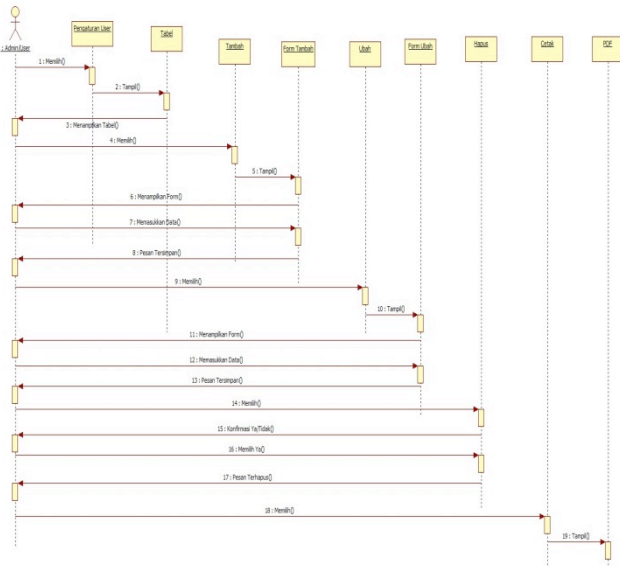 : Admin/User
Pengaturan User
Tabel
Tambah
Form Tambah
Ubah
Form Ubah
Hapus
Cetak
PDF
1 : Memilih()
2 : Tampil()
3 : Menampilkan Tabel()
4 : Memilih()
5 : Tampil()
6 : Menampilkan Form()
7 : Memasukkan Data()
8 : Pesan Tersimpan()
9 : Memilih()
10 : Tampil()
11 : Menampilkan Form()
12 : Memasukkan Data()
13 : Pesan Tersimpan()
14 : Memilih()
15 : Konfirmasi Ya/Tidak()
16 : Memilih Ya()
17 : Pesan Terhapus()
18 : Memilih()
19 : Tampil()